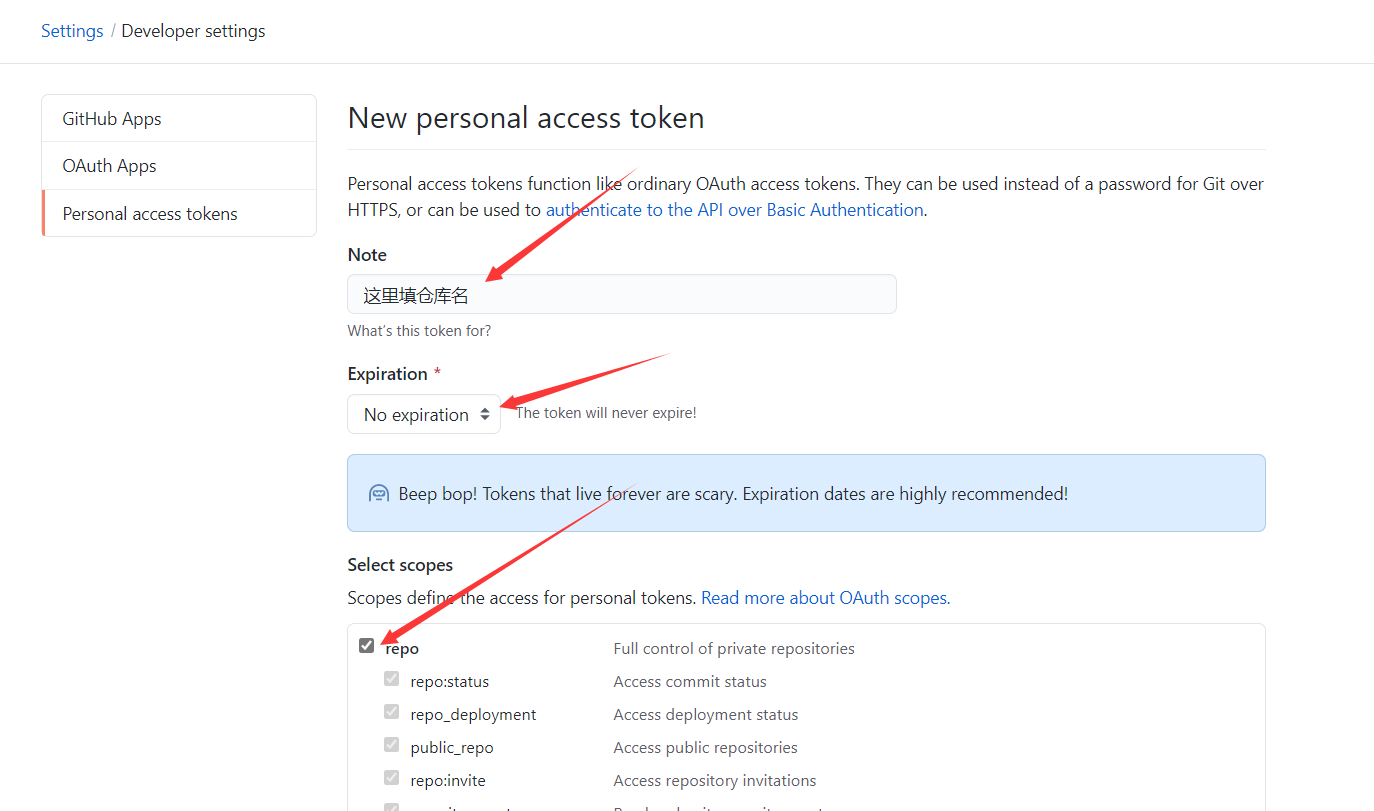 Settings / Developer settings
GitHub Apps
OAuth Apps
Personal access tokens
New personal access token
Personal access tokens function like ordinary OAuth access tokens. They can be used instead of a password for Git over
HTTPS, or can be used to authenticate to the API over Basic Authentication.
Note
这里填仓库名
What's this token for?
Expiration *
No expiration The token will never expire!
Beep bop! Tokens that live forever are scary. Expiration dates are highly recommended!
Select scopes
Scopes define the access for personal tokens. Read more about OAuth scopes.
repo Full control of private repositories
repo:status Access commit status
repo_deployment Access deployment status
public_repo Access public repositories
repo:invite Access repository invitations